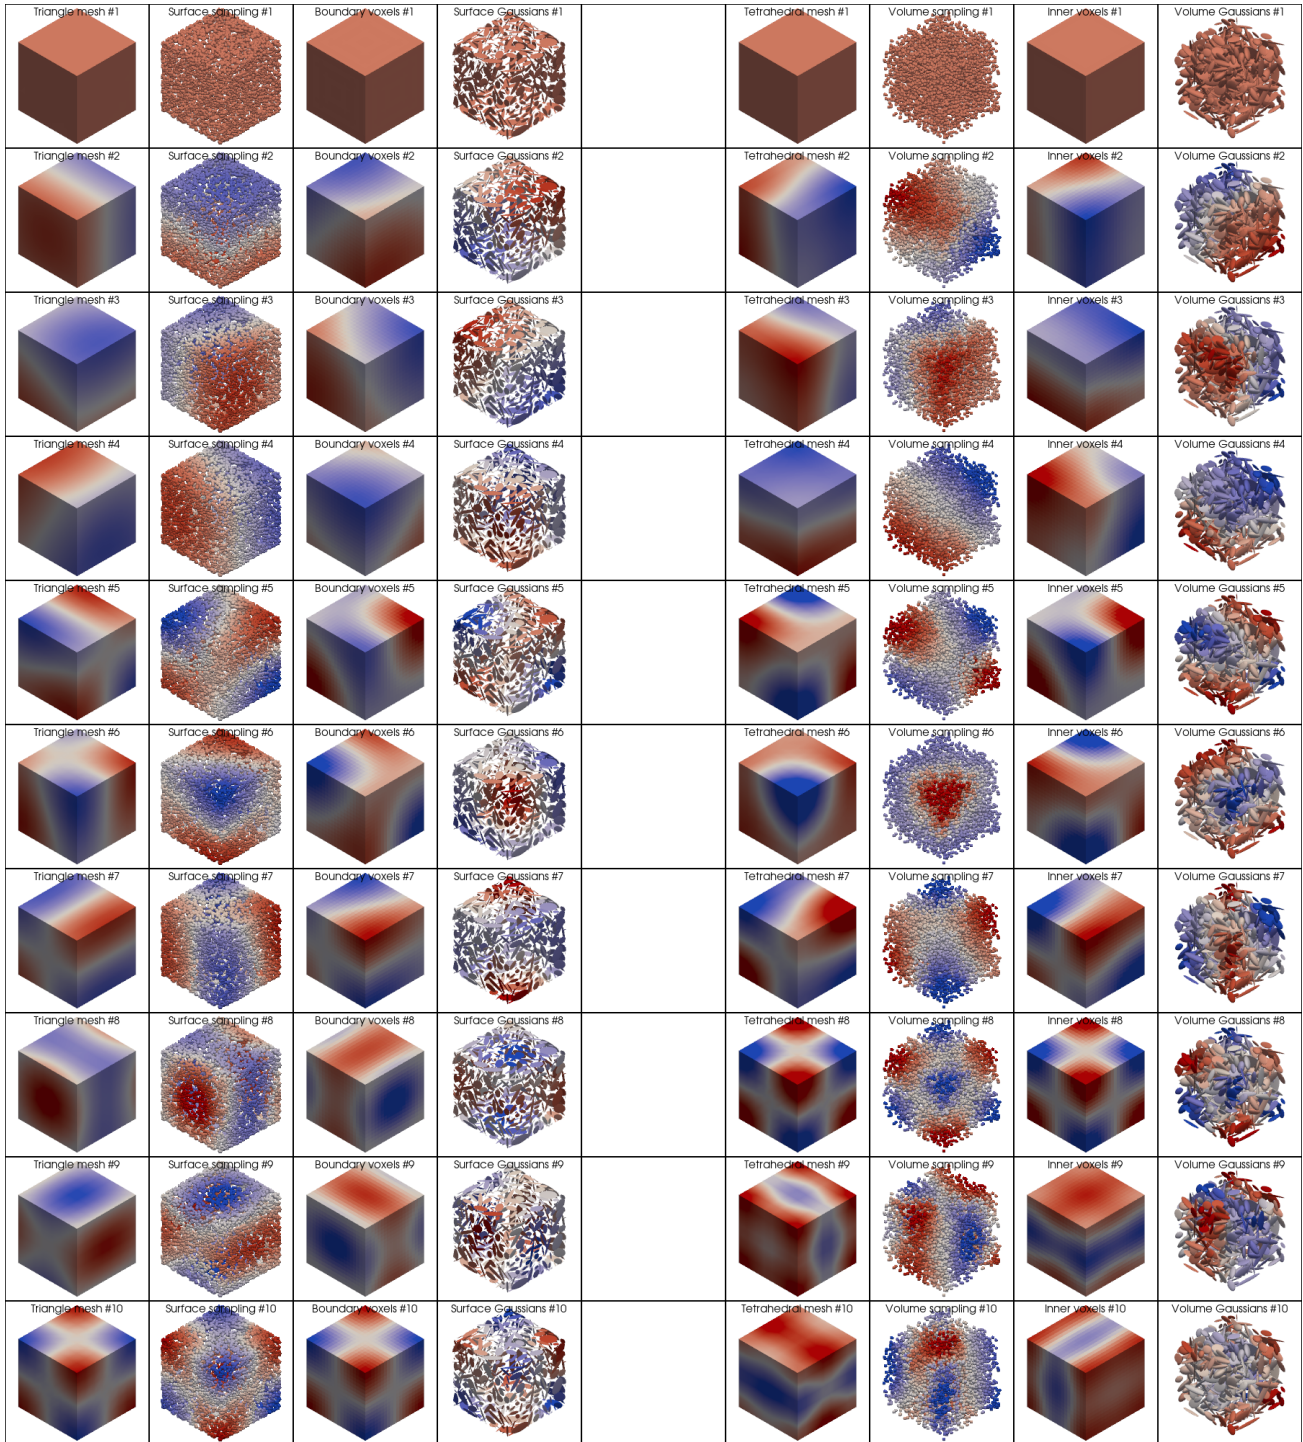 Triangle mesh #1
Surface sampling #1
Boundary voxels #1
Surface Gaussians #1
Tetrahedral mesh #1
Volume sampling #1
Inner voxels #1
Volume Gaussians #1
Triangle mesh #2
Surface sampling #2
Boundary voxels #2
Surface Gaussians #2
Tetrahedral mesh #2
Volume sampling #2
Inner voxels #2
Volume Gaussians #2
Triangle mesh #3
Surface sampling #3
Boundary voxels #3
Surface Gaussians #3
Tetrahedral mesh #3
Volume sampling #3
Inner voxels #3
Volume Gaussians #3
Triangle mesh #4
Surface sampling #4
Boundary voxels #4
Surface Gaussians #4
Tetrahedral mesh #4
Volume sampling #4
Inner voxels #4
Volume Gaussians #4
Triangle mesh #5
Surface sampling #5
Boundary voxels #5
Surface Gaussians #5
Tetrahedral mesh #5
Volume sampling #5
Inner voxels #5
Volume Gaussians #5
Triangle mesh #6
Surface sampling #6
Boundary voxels #6
Surface Gaussians #6
Tetrahedral mesh #6
Volume sampling #6
Inner voxels #6
Volume Gaussians #6
Triangle mesh #7
Surface sampling #7
Boundary voxels #7
Surface Gaussians #7
Tetrahedral mesh #7
Volume sampling #7
Inner voxels #7
Volume Gaussians #7
Triangle mesh #8
Surface sampling #8
Boundary voxels #8
Surface Gaussians #8
Tetrahedral mesh #8
Volume sampling #8
Inner voxels #8
Volume Gaussians #8
Triangle mesh #9
Surface sampling #9
Boundary voxels #9
Surface Gaussians #9
Tetrahedral mesh #9
Volume sampling #9
Inner voxels #9
Volume Gaussians #9
Triangle mesh #10
Surface sampling #10
Boundary voxels #10
Surface Gaussians #10
Tetrahedral mesh #10
Volume sampling #10
Inner voxels #10
Volume Gaussians #10